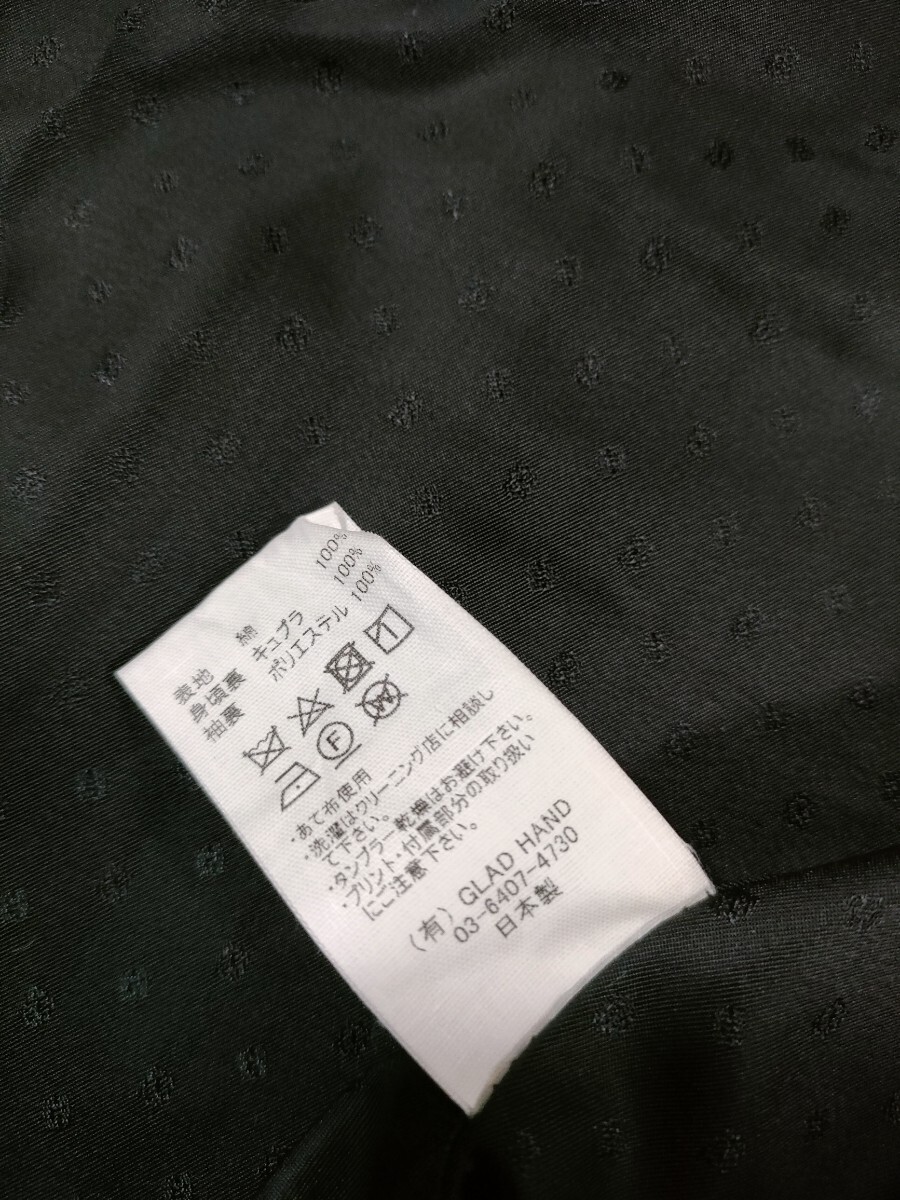 表地 綿 100%
身頃裏 キュプラ 100%
袖裏 ポリエステル 100%
F W
・あて布使用
・洗濯はクリーニング店に相談し
て下さい。
・タンブラー乾燥はお避け下さい。
・プリント・付属部分の取り扱い
にご注意下さい。
(有) GLAD HAND
03-6407-4730
日本製